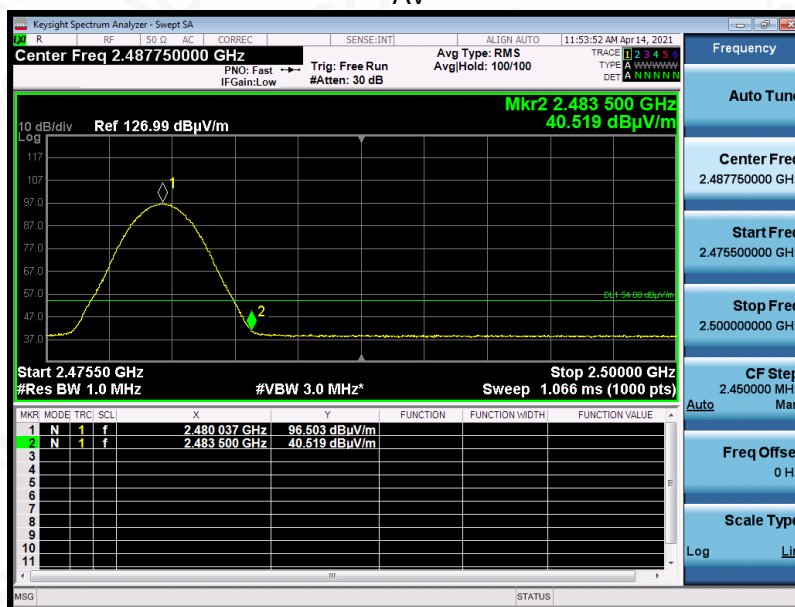 AV
Keysight Spectrum Analyzer - Swept SA
LXI R RF 50 Ω AC CORREC SENSE:INT ALIGN AUTO 11:53:52 AM Apr 14, 2021
Center Freq 2.487750000 GHz
PNO: Fast
IFGain:Low
Trig: Free Run
#Atten: 30 dB
Avg Type: RMS
Avg|Hold: 100/100
TRACE 1 2 3 4 5 6
TYPE A WWWWW
DET A N N N N N
Mkr2 2.483 500 GHz
40.519 dBµV/m
10 dB/div Ref 126.99 dBµV/m
Log
117
107
97.0
87.0
77.0
67.0
57.0
47.0
37.0
1
2
DL1 54.00 dBµV/m
Start 2.47550 GHz Stop 2.50000 GHz
#Res BW 1.0 MHz #VBW 3.0 MHz* Sweep 1.066 ms (1000 pts)
MKR MODE TRC SCL X Y FUNCTION FUNCTION WIDTH FUNCTION VALUE
1 N 1 f 2.480 037 GHz 96.503 dBµV/m
2 N 1 f 2.483 500 GHz 40.519 dBµV/m
3
4
5
6
7
8
9
10
11
MSG STATUS
Frequency
Auto Tune
Center Freq
2.487750000 GHz
Start Freq
2.475500000 GHz
Stop Freq
2.500000000 GHz
CF Step
2.450000 MHz
Auto Man
Freq Offset
0 Hz
Scale Type
Log Lin